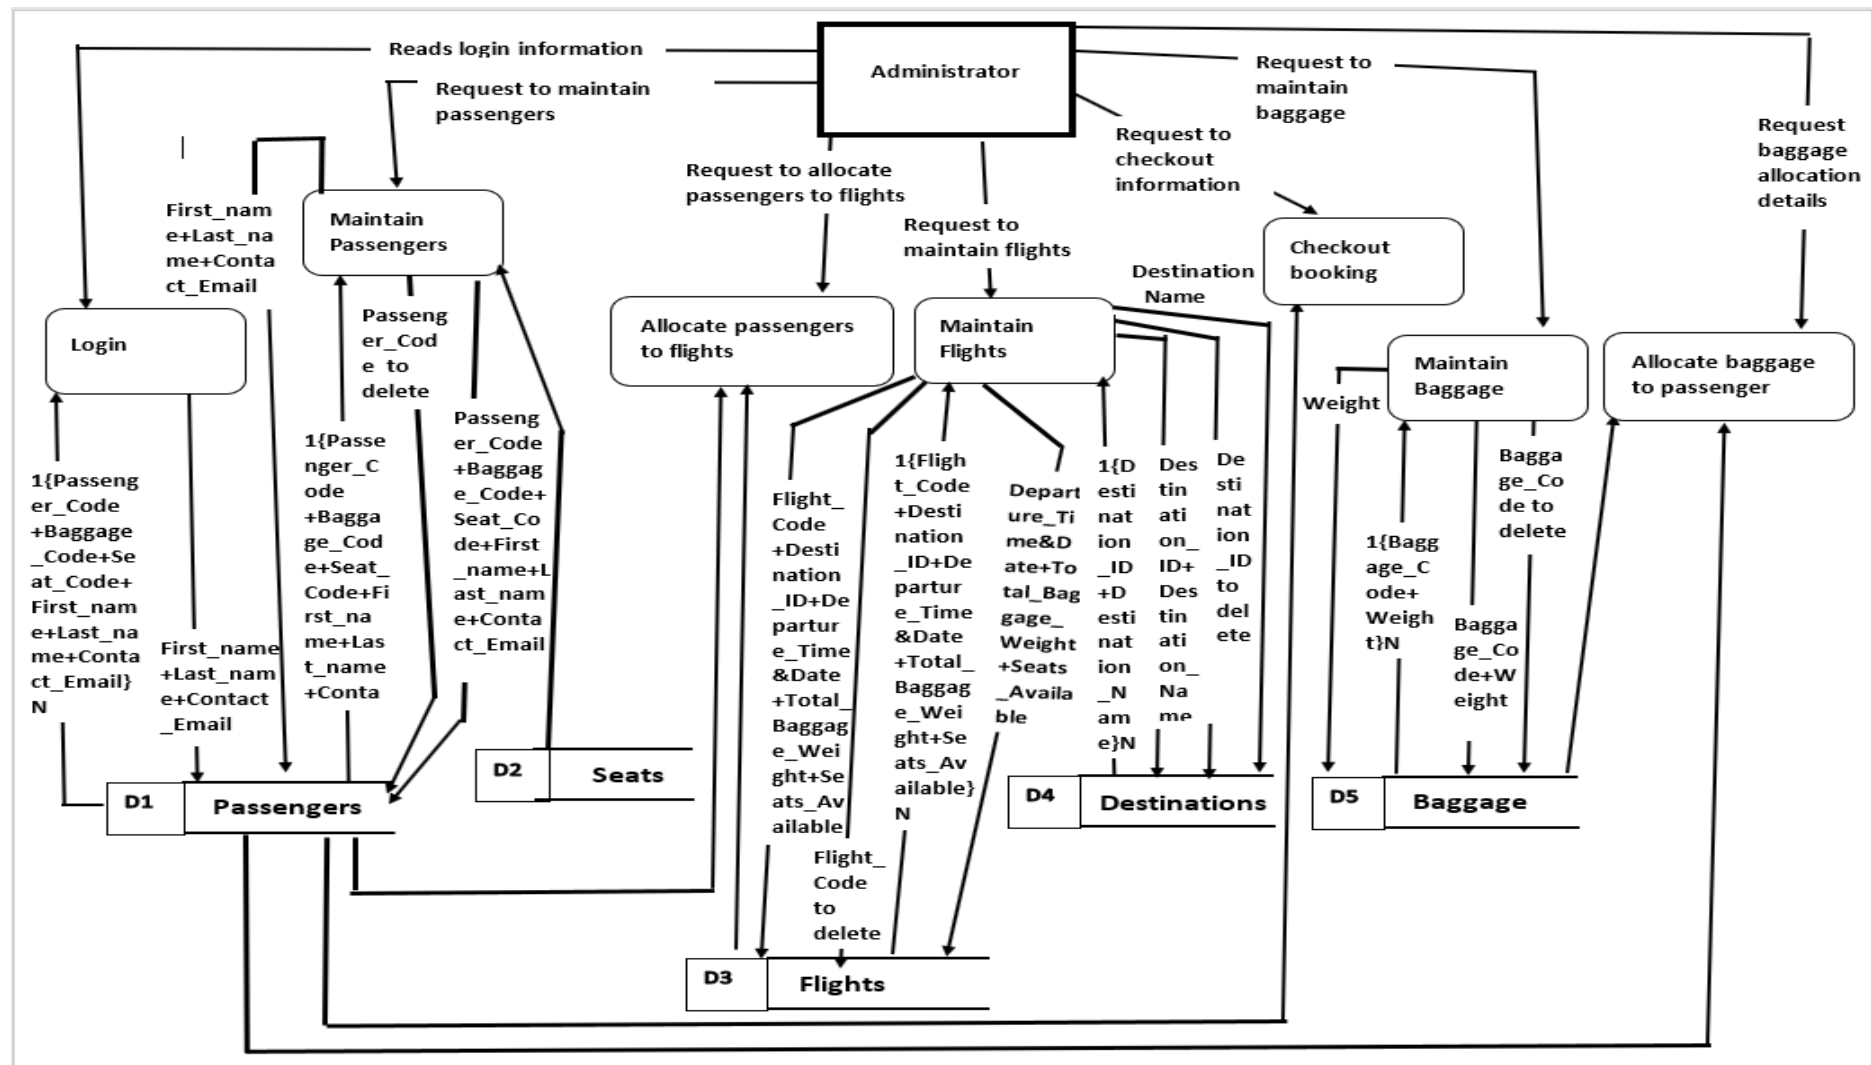 Administrator
Reads login information
Request to maintain
passengers
Request to allocate
passengers to flights
Request to
maintain flights
Request to
checkout
information
Request to
maintain
baggage
Request
baggage
allocation
details
First_nam
e+Last_na
me+Conta
ct_Email
Maintain
Passengers
Login
Passeng
er_Cod
e to
delete
Allocate passengers
to flights
Maintain
Flights
Destination
Name
Checkout
booking
Maintain
Baggage
Allocate baggage
to passenger
Weight
1{Passeng
er_Code
+Baggage
_Code+Se
at_Code+
First_nam
e+Last_na
me+Conta
ct_Email}
N
First_name
+Last_nam
e+Contact
_Email
1{Passe
nger_C
ode
+Bagga
ge_Cod
e+Seat_
Code+Fi
rst_na
me+Las
t_name
+Conta
Passeng
er_Code
+Baggag
e_Code+
Seat_Co
de+First
_name+L
ast_nam
e+Conta
ct_Email
Flight_
Code
+Desti
nation
_ID+De
partur
e_Time
&Date
+Total_
Baggag
e_Wei
ght+Se
ats_Av
ailable
Flight_
Code
to
delete
1{Fligh
t_Code
+Desti
nation
_ID+De
partur
e_Time
&Date
+Total_
Baggag
e_Wei
ght+Se
ats_Av
ailable}
N
Depart
ure_Ti
me&D
ate+To
tal_Bag
gage_
Weight
+Seats
_Availa
ble
1{D
esti
nat
ion
_ID
+D
esti
nat
ion
_N
am
e}N
Des
tin
ati
on_
ID+
Des
tin
ati
on_
Na
me
De
sti
nat
ion
_ID
to
del
ete
1{Bagg
age_C
ode+
Weigh
t}N
Bagga
ge_Co
de+W
eight
Bagga
ge_Co
de to
delete
D1
Passengers
D2
Seats
D3
Flights
D4
Destinations
D5
Baggage